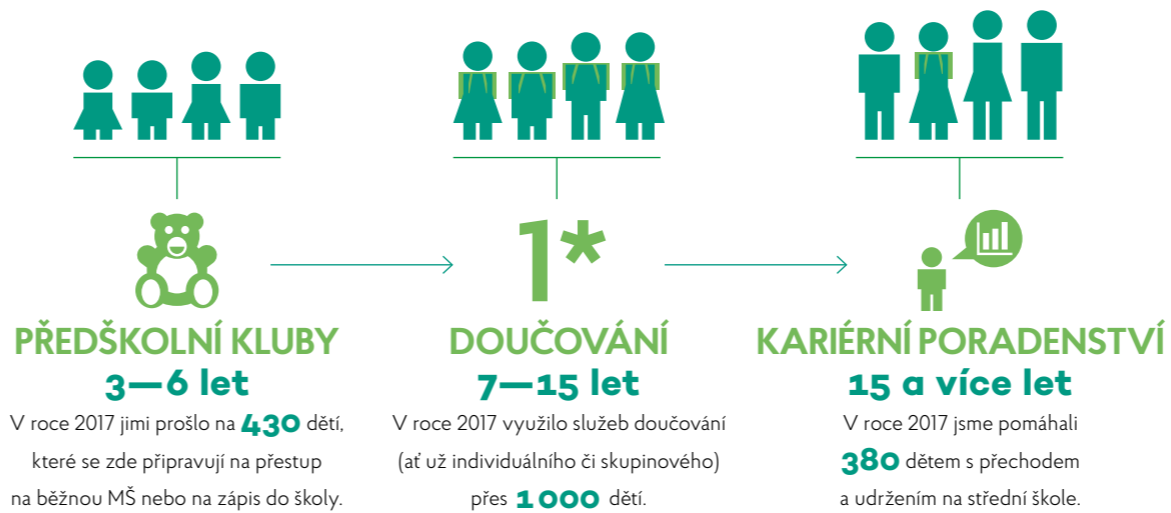 1*
PŘEDŠKOLNÍ KLUBY
3—6 let
V roce 2017 jimi prošlo na 430 dětí,
které se zde připravují na přestup
na běžnou MŠ nebo na zápis do školy.
DOUČOVÁNÍ
7—15 let
V roce 2017 využilo služeb doučování
(ať už individuálního či skupinového)
přes 1 000 dětí.
KARIÉRNÍ PORADENSTVÍ
15 a více let
V roce 2017 jsme pomáhali
380 dětem s přechodem
a udržením na střední škole.